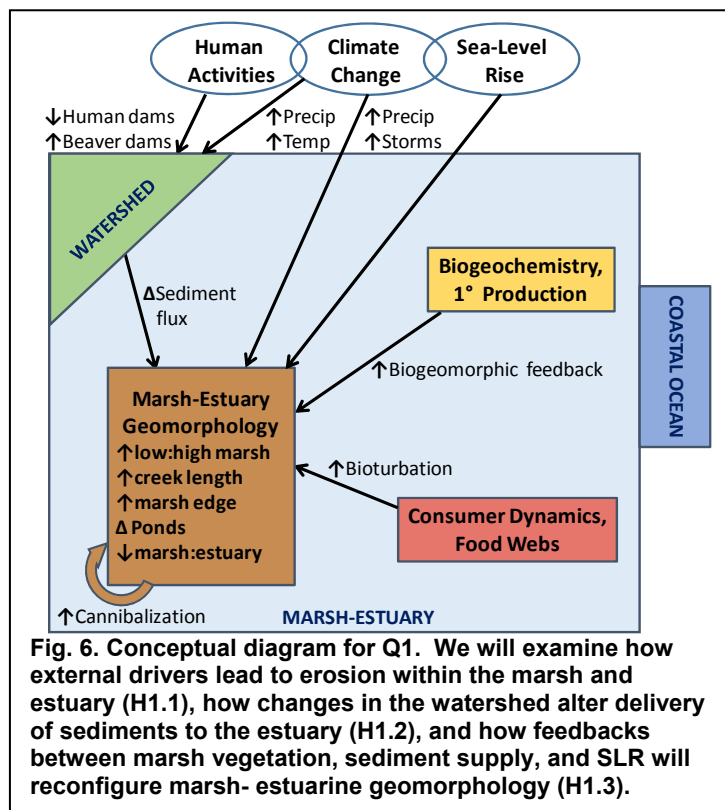 Human
Activities
Climate
Change
Sea-Level
Rise
↓Human dams
↑Beaver dams
↑Precip
↑Temp
↑Precip
↑Storms
WATERSHED
ΔSediment
flux
Biogeochemistry,
1° Production
COASTAL OCEAN
↑Biogeomorphic feedback
Marsh-Estuary
Geomorphology
↑low:high marsh
↑creek length
↑marsh edge
Δ Ponds
↓marsh:estuary
↑Bioturbation
Consumer Dynamics,
Food Webs
↑Cannibalization
MARSH-ESTUARY
Fig. 6. Conceptual diagram for Q1. We will examine how
external drivers lead to erosion within the marsh and
estuary (H1.1), how changes in the watershed alter delivery
of sediments to the estuary (H1.2), and how feedbacks
between marsh vegetation, sediment supply, and SLR will
reconfigure marsh- estuarine geomorphology (H1.3).